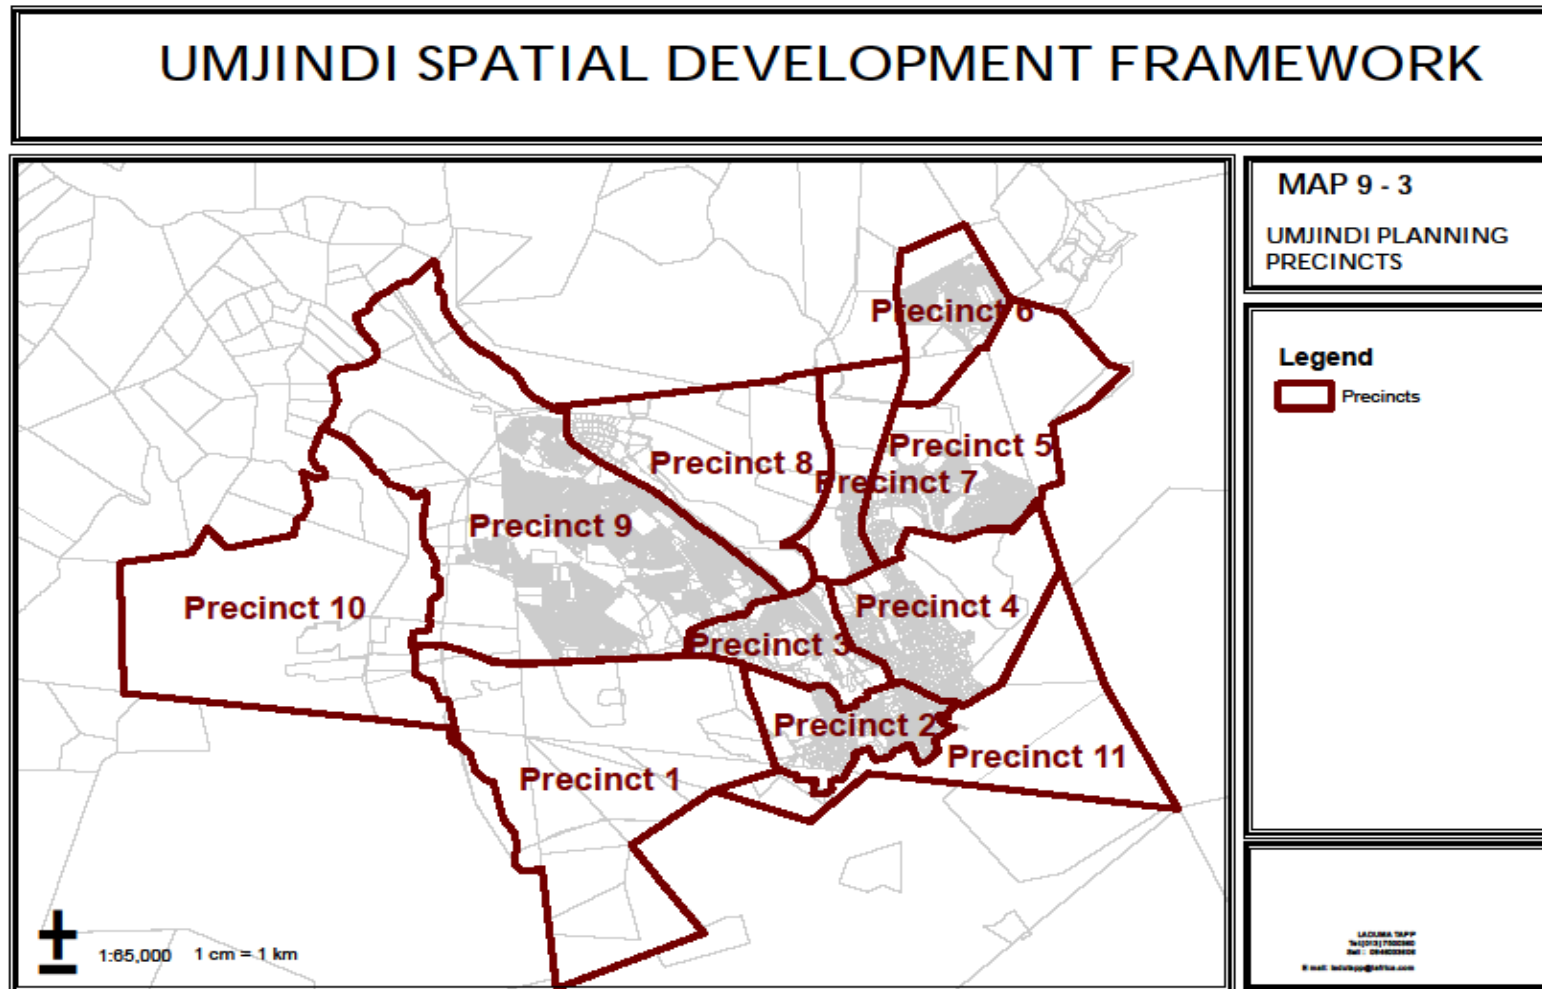 UMJINDI SPATIAL DEVELOPMENT FRAMEWORK
MAP 9 - 3
UMJINDI PLANNING
PRECINCTS
Legend
Precincts
Precinct 6
Precinct 5
Precinct 8
Precinct 7
Precinct 9
Precinct 10
Precinct 4
Precinct 3
Precinct 2
Precinct 11
Precinct 1
1:65,000 1 cm = 1 km
LADUMA TAPP